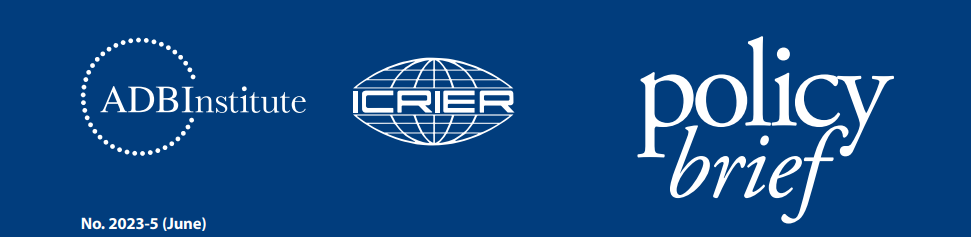 ADBInstitute
ICRIER
policy
brief
No. 2023-5 (June)